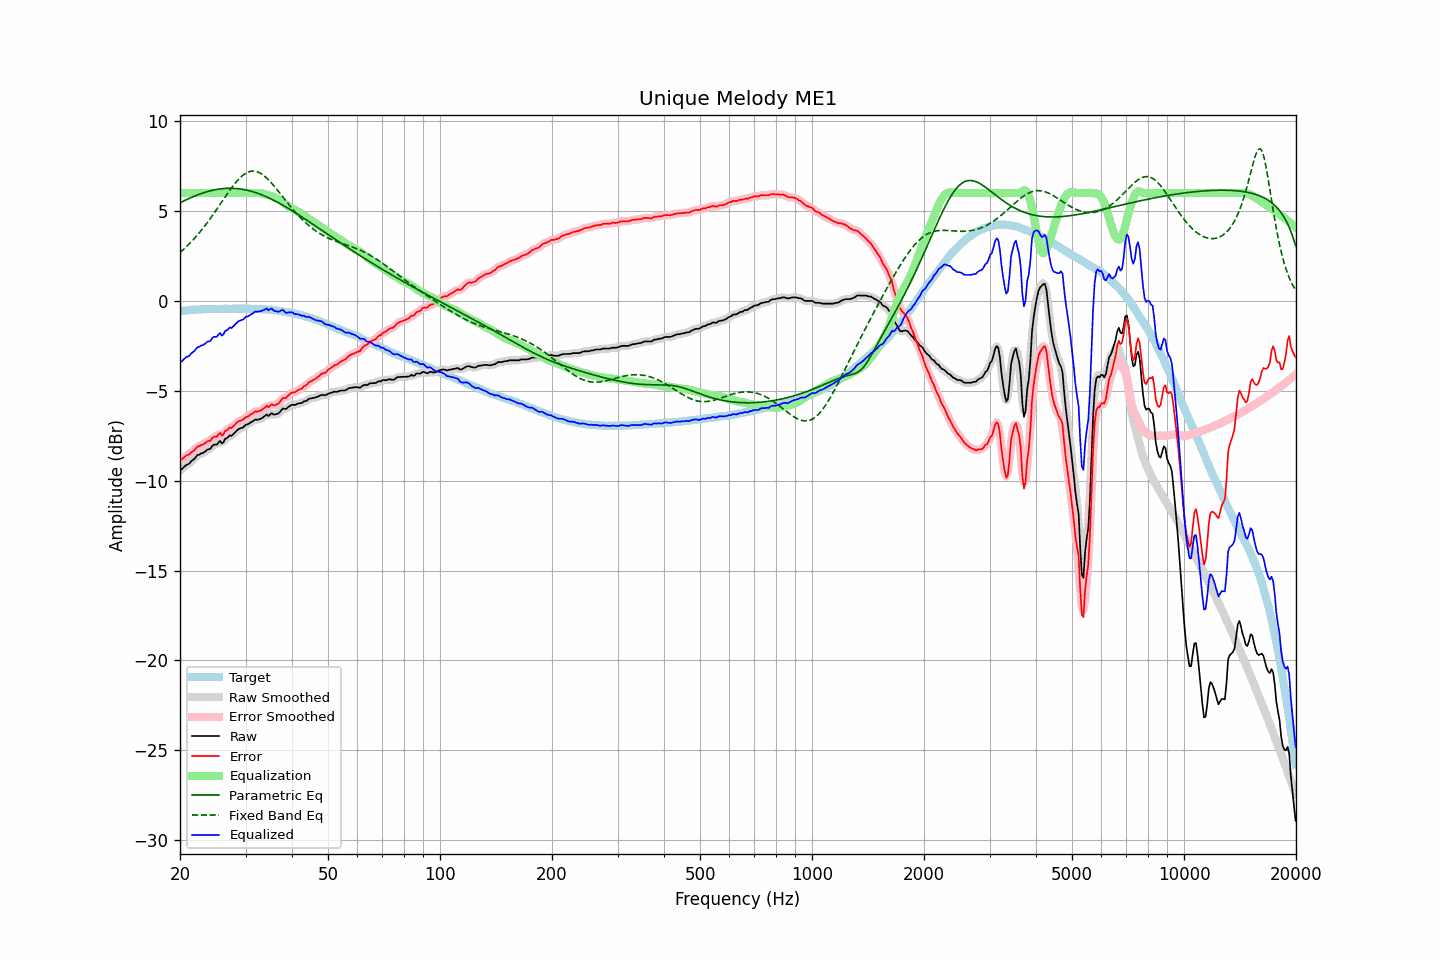 Unique Melody ME1
Amplitude (dBr)
10
5
0
−5
−10
−15
−20
−25
−30
Target
Raw Smoothed
Error Smoothed
Raw
Error
Equalization
Parametric Eq
Fixed Band Eq
Equalized
20 50 100 200 500 1000 2000 5000 10000 20000
Frequency (Hz)